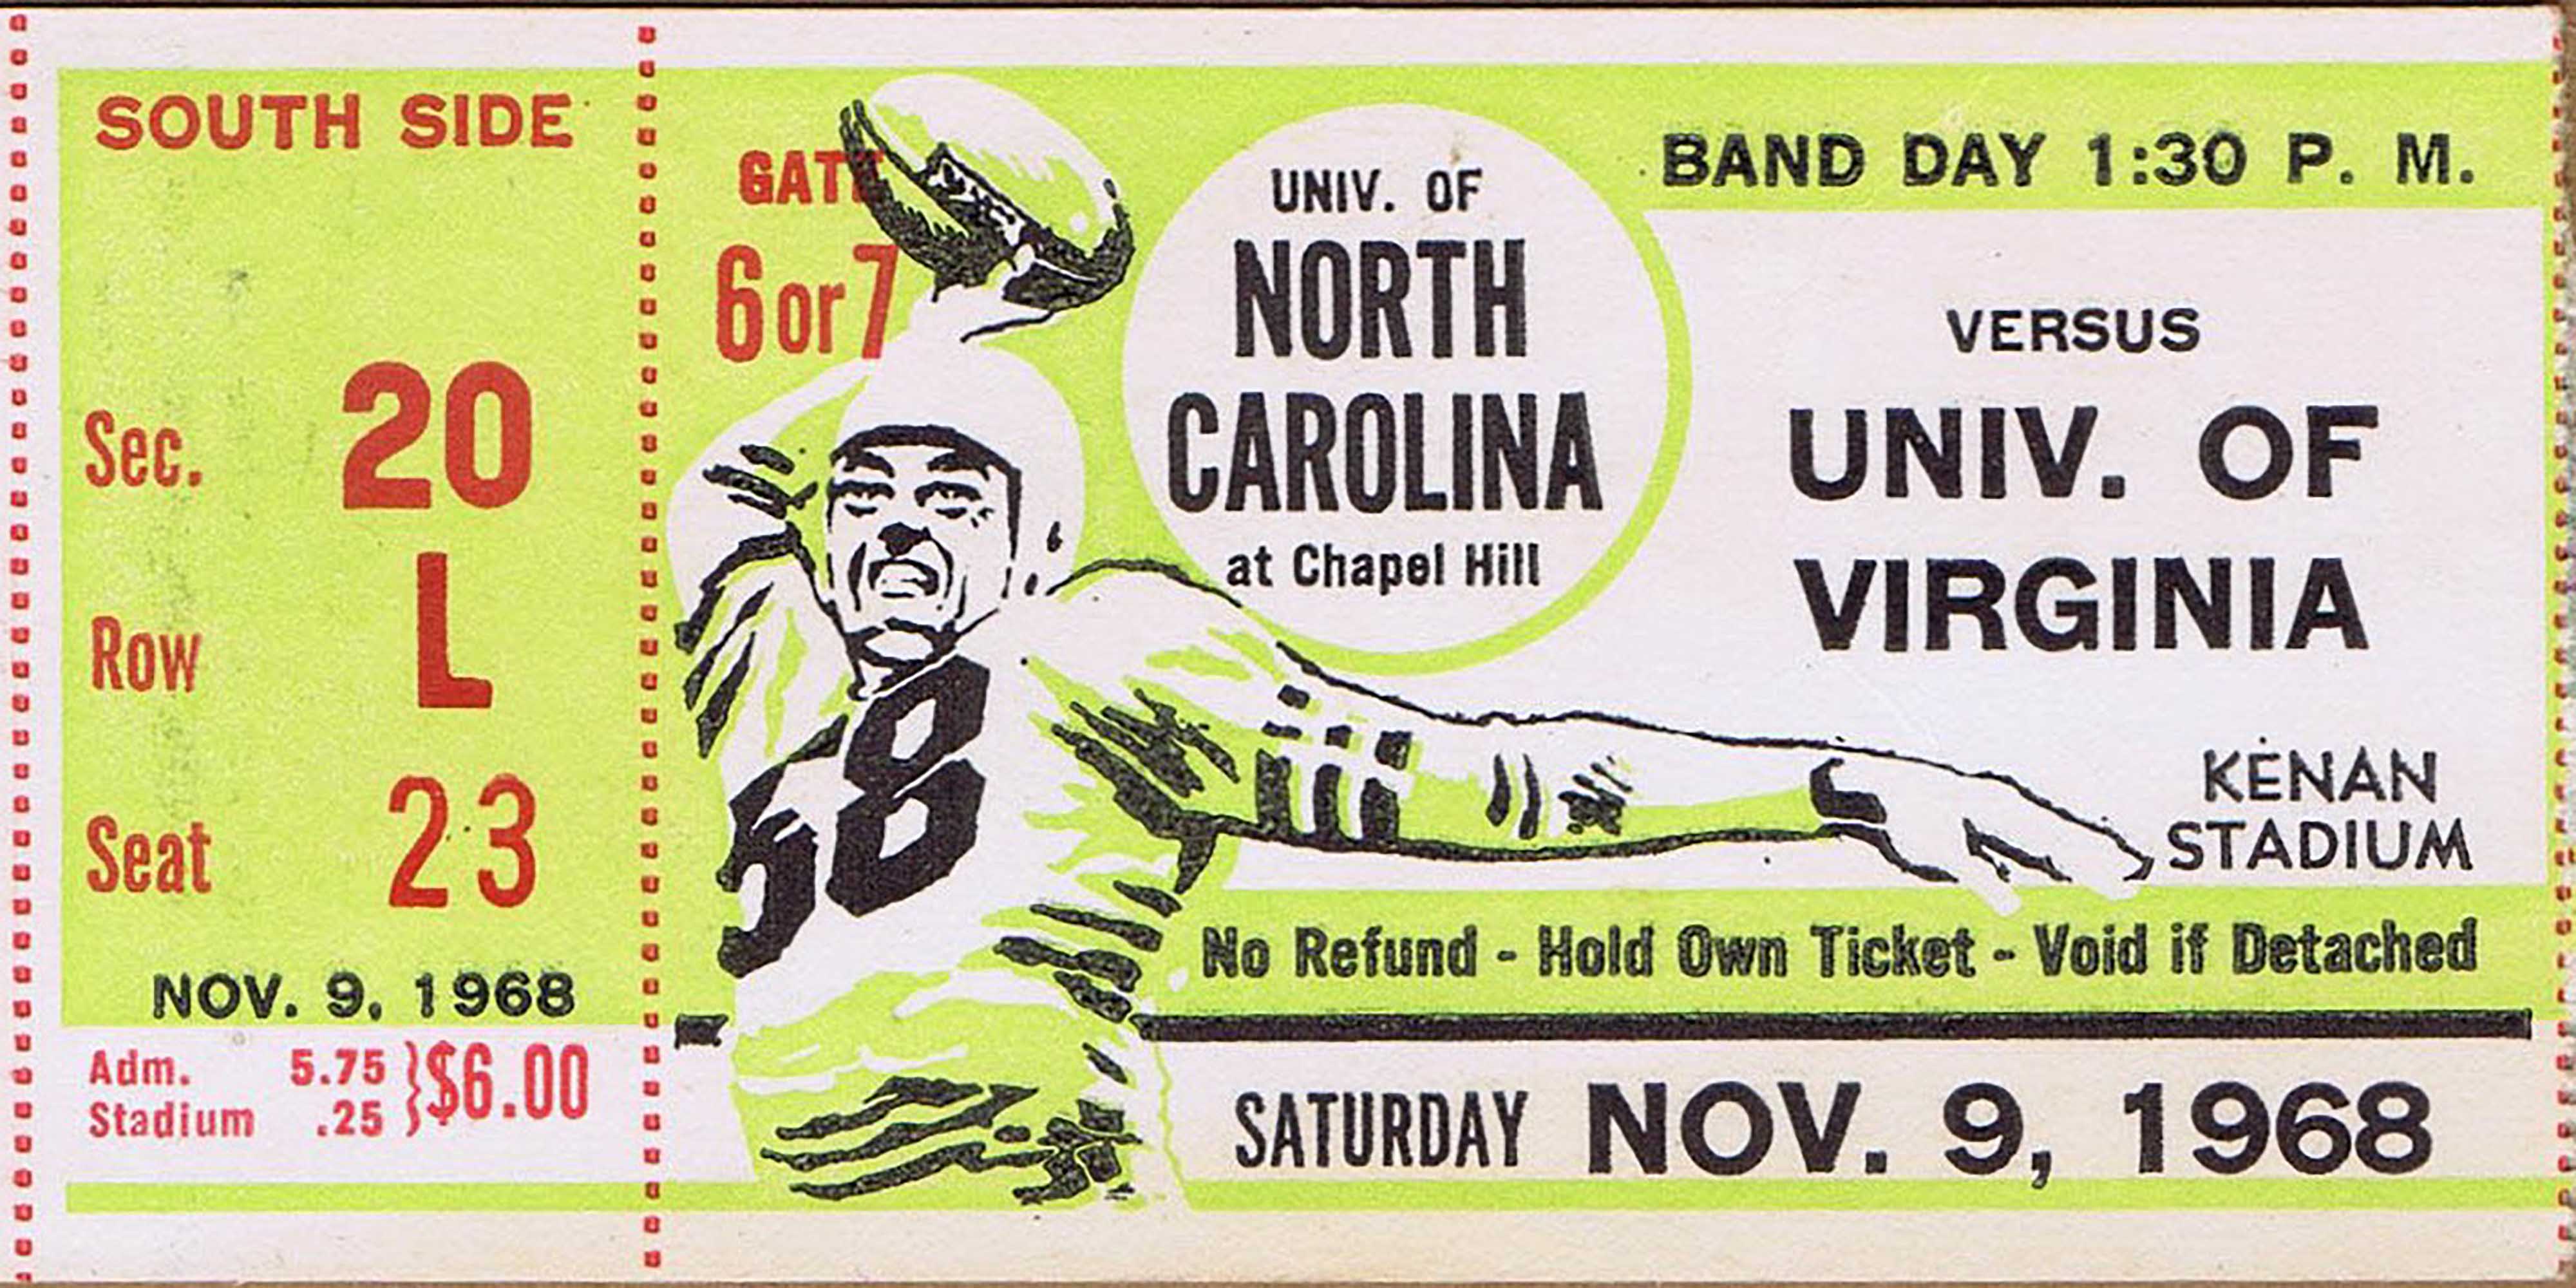 SOUTH SIDE
Sec. 20
Row L
Seat 23
NOV. 9, 1968
Adm. 5.75 } $6.00
Stadium .25
GATE
6 or 7
UNIV. OF
NORTH
CAROLINA
at Chapel Hill
BAND DAY 1:30 P. M.
VERSUS
UNIV. OF
VIRGINIA
KENAN
STADIUM
No Refund - Hold Own Ticket - Void if Detached
SATURDAY NOV. 9, 1968
58